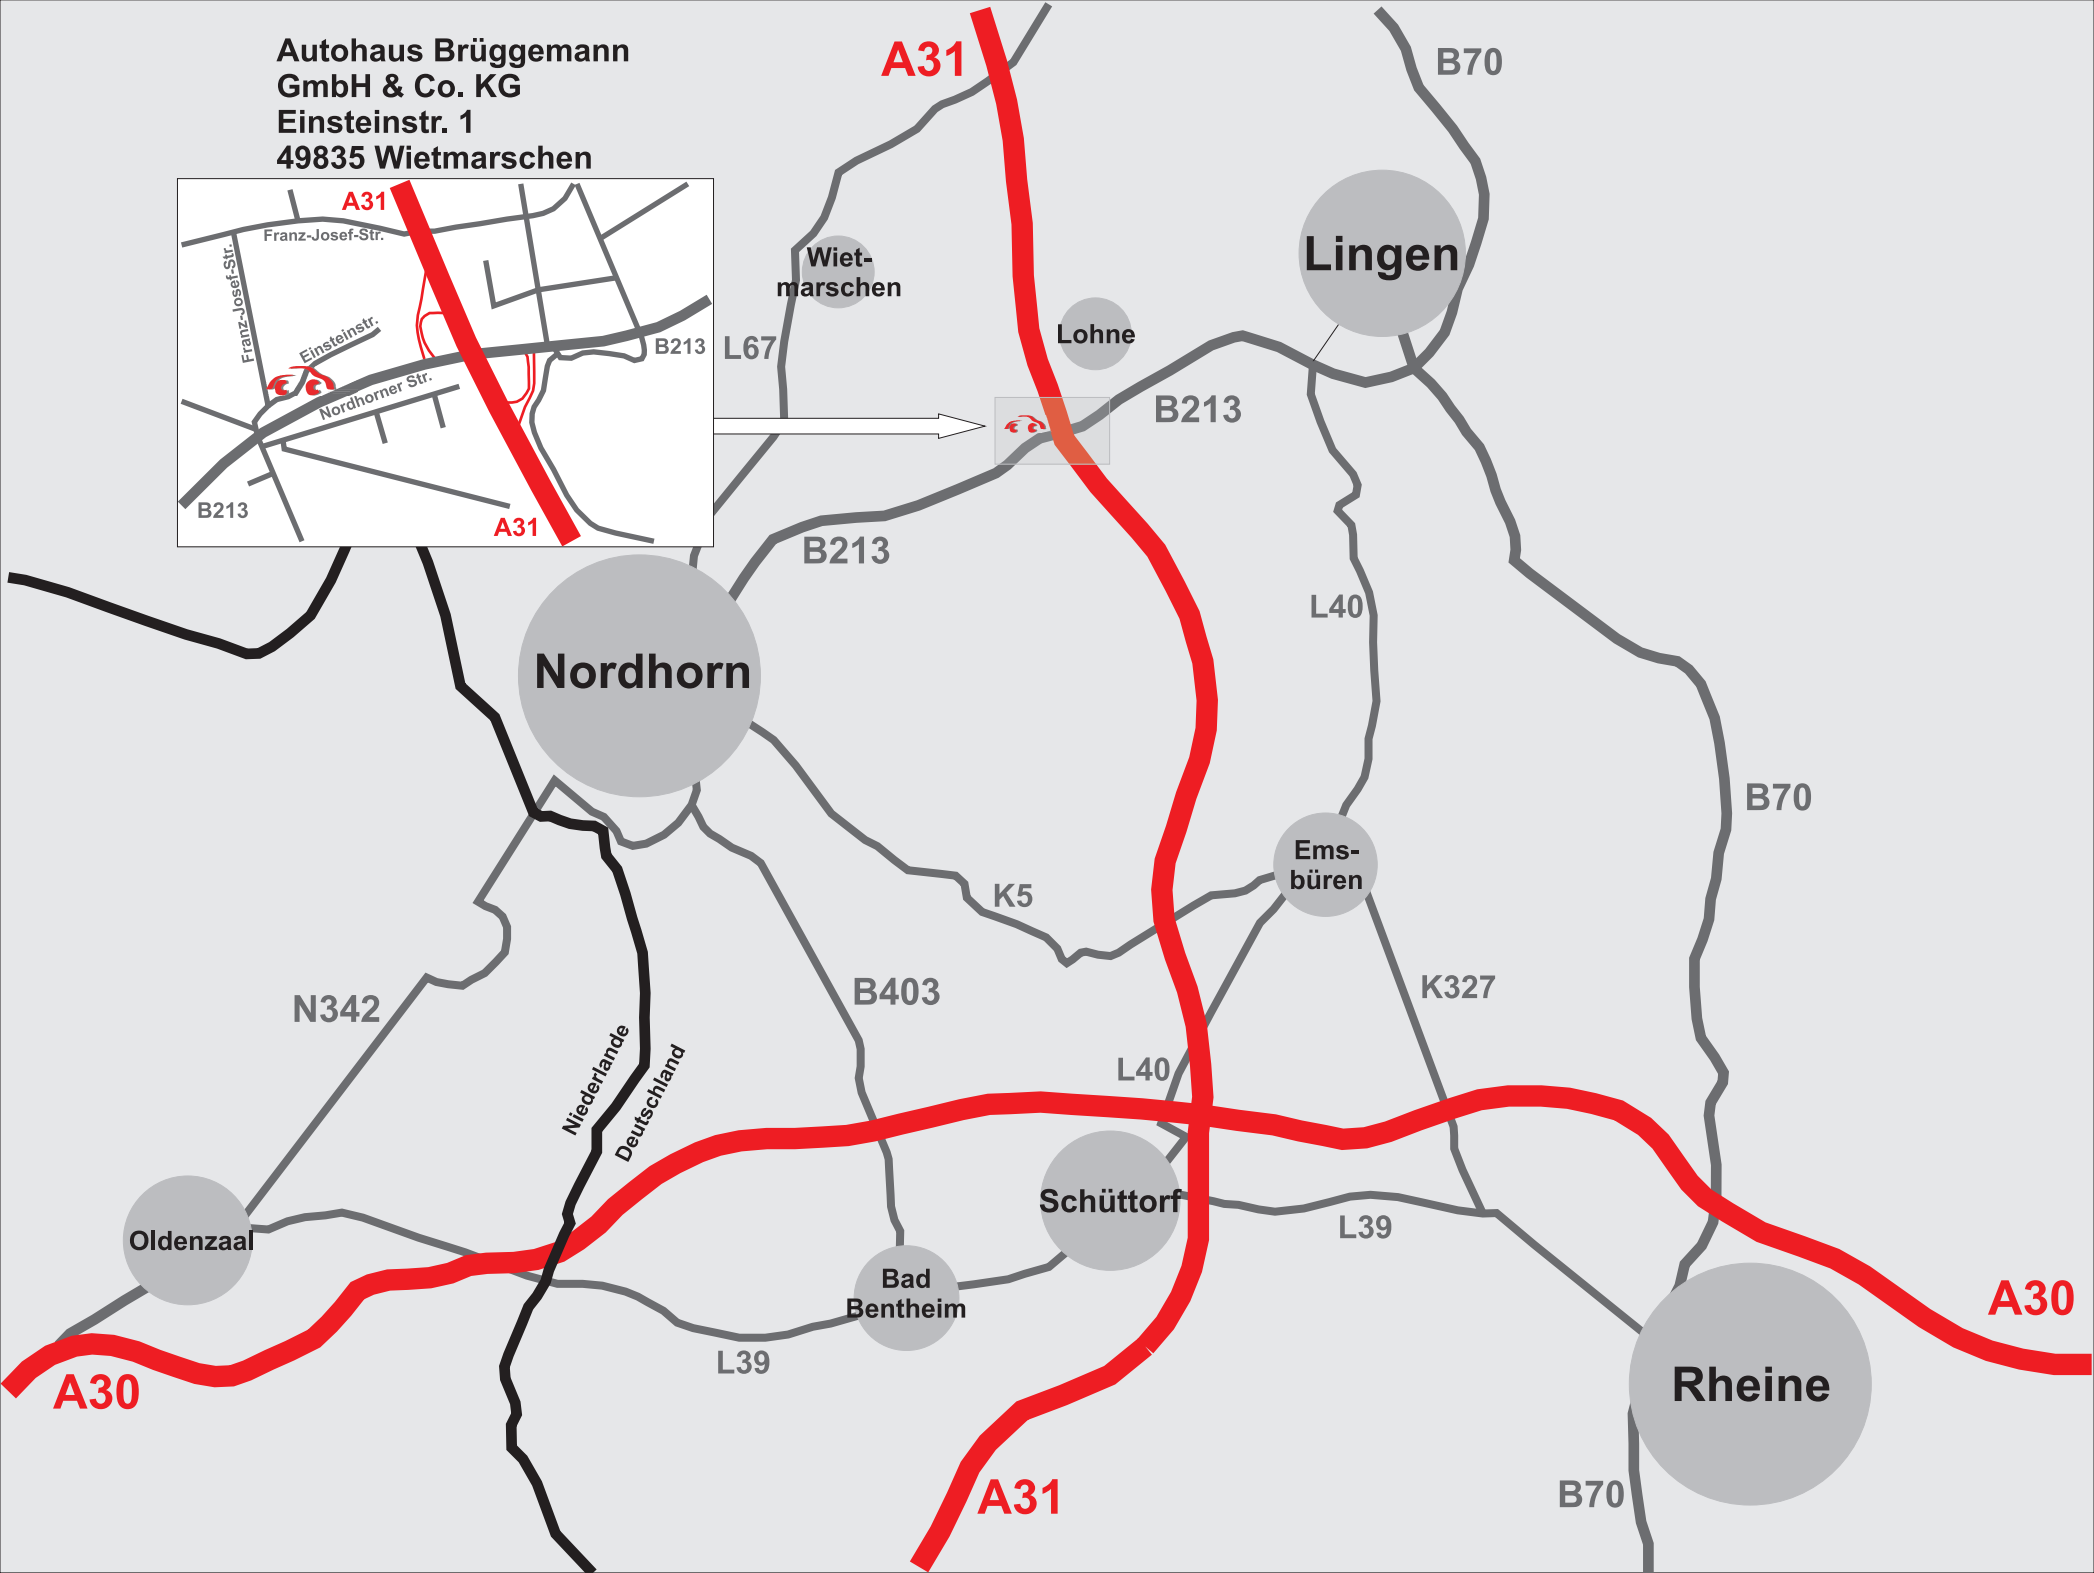 Autohaus Brüggemann
GmbH & Co. KG
Einsteinstr. 1
49835 Wietmarschen
A31
Franz-Josef-Str.
Franz-Josef-Str.
Einsteinstr.
Nordhorner Str.
B213
B213
A31
A31
B70
Lingen
Wiet-
marschen
Lohne
L67
B213
B213
L40
Nordhorn
B70
Ems-
büren
K5
K327
B403
N342
Niederlande
Deutschland
L40
Schüttorf
L39
Oldenzaal
Bad
Bentheim
L39
A30
A30
Rheine
A31
B70